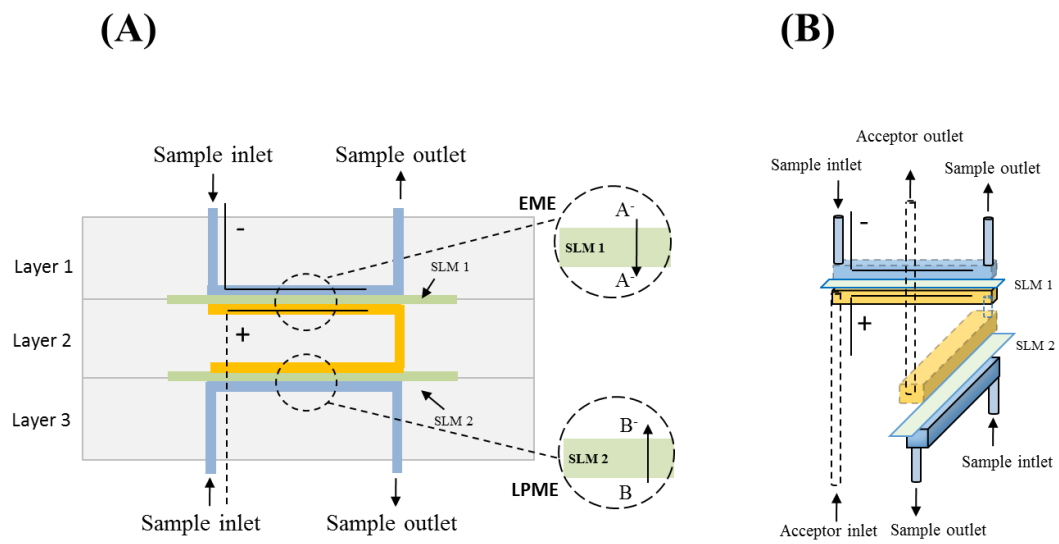 (A)
Sample inlet
Sample outlet
EME
A-
SLM 1
A-
-
Layer 1
SLM 1
+
Layer 2
Layer 3
SLM 2
B-
SLM 2
B
LPME
Sample inlet
Sample outlet
(B)
Acceptor outlet
Sample intlet
Sample outlet
-
SLM 1
+
SLM 2
Sample intlet
Acceptor inlet
Sample outlet